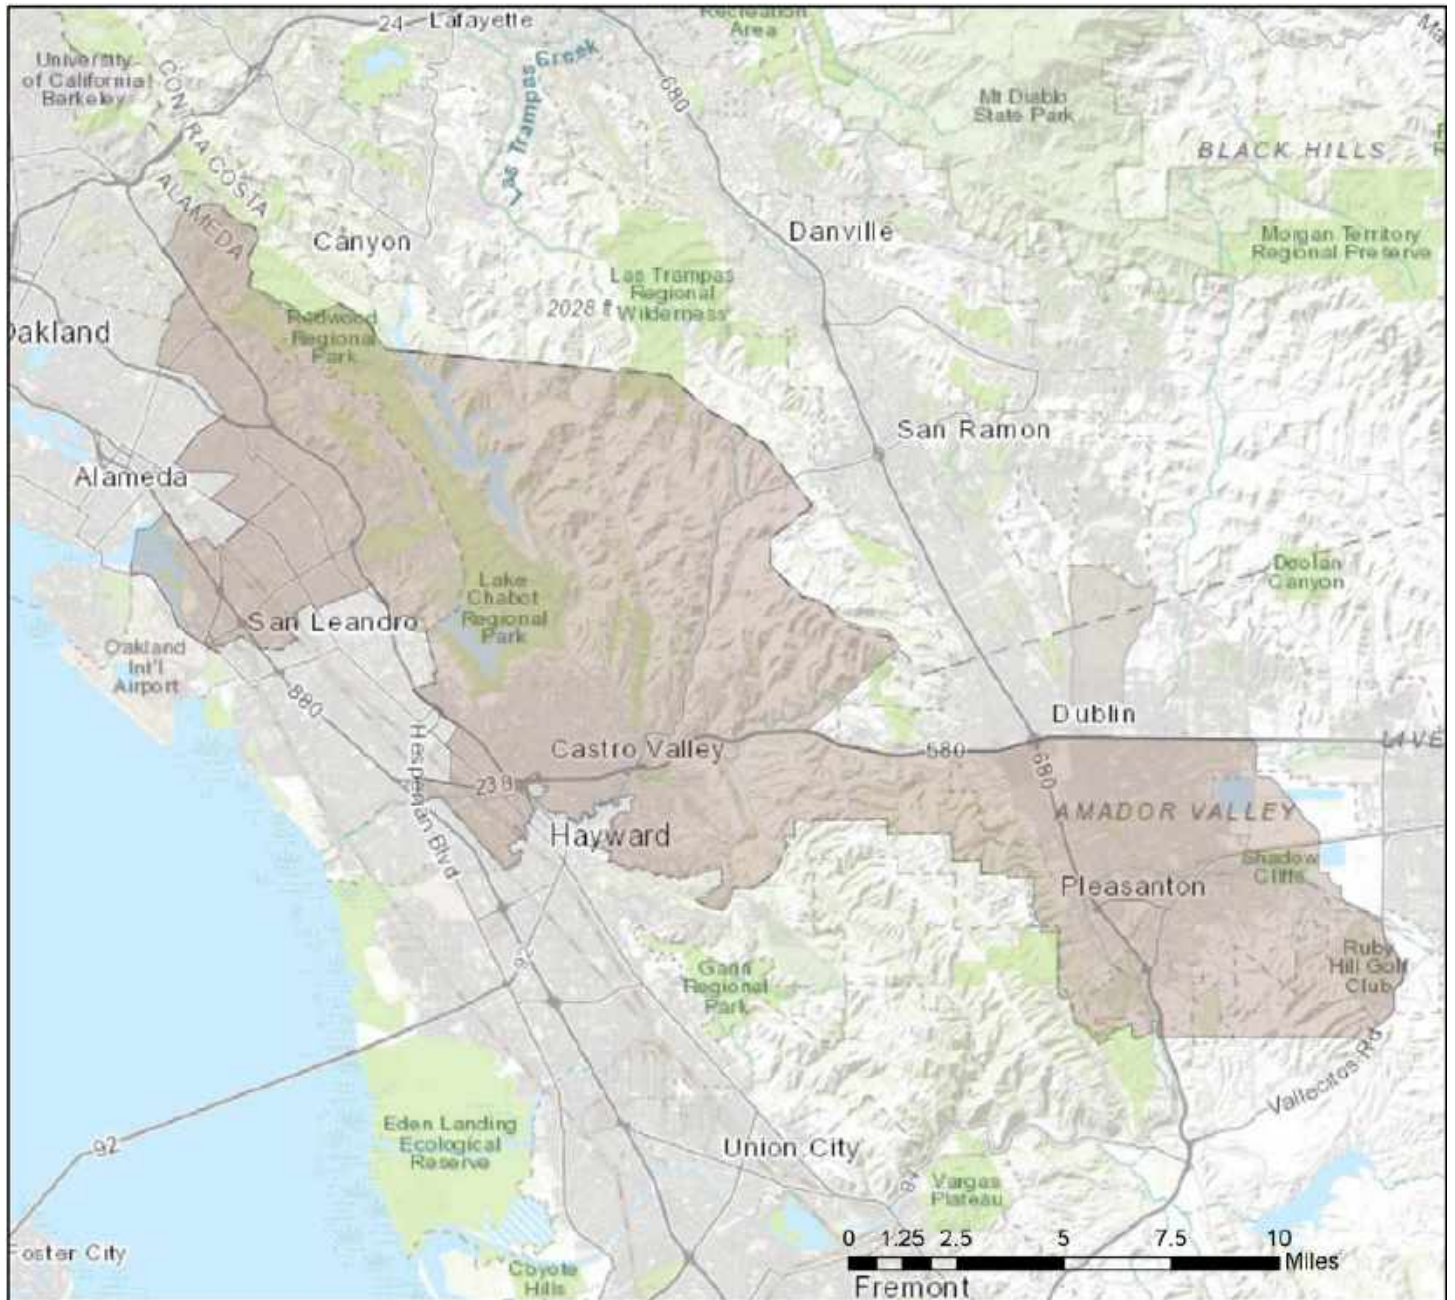 Recreation
Area
24
Lafayette
University
of California
Berkeley
CONTRA COSTA
ALAMEDA
Las Trampas Creek
680
Mt Diablo
State Park
BLACK HILLS
Canyon
Danville
Morgan Territory
Regional Preserve
Las Trampas
Regional
Wilderness
2028 ft
Redwood
Regional
Park
Oakland
San Ramon
Alameda
Doolan
Canyon
Lake
Chabot
Regional
Park
San Leandro
Oakland
Int'l
Airport
880
Hesperian Blvd
Dublin
Castro Valley
580
680
LIVE
238
AMADOR VALLEY
Hayward
Shadow
Cliffs
Pleasanton
Ruby
Hill Golf
Club
Garin
Regional
Park
Vallecitos Rd
92
Eden Landing
Ecological
Reserve
Union City
84
Vargas
Plateau
Foster City
Coyote
Hills
0 1.25 2.5 5 7.5 10
Miles
Fremont